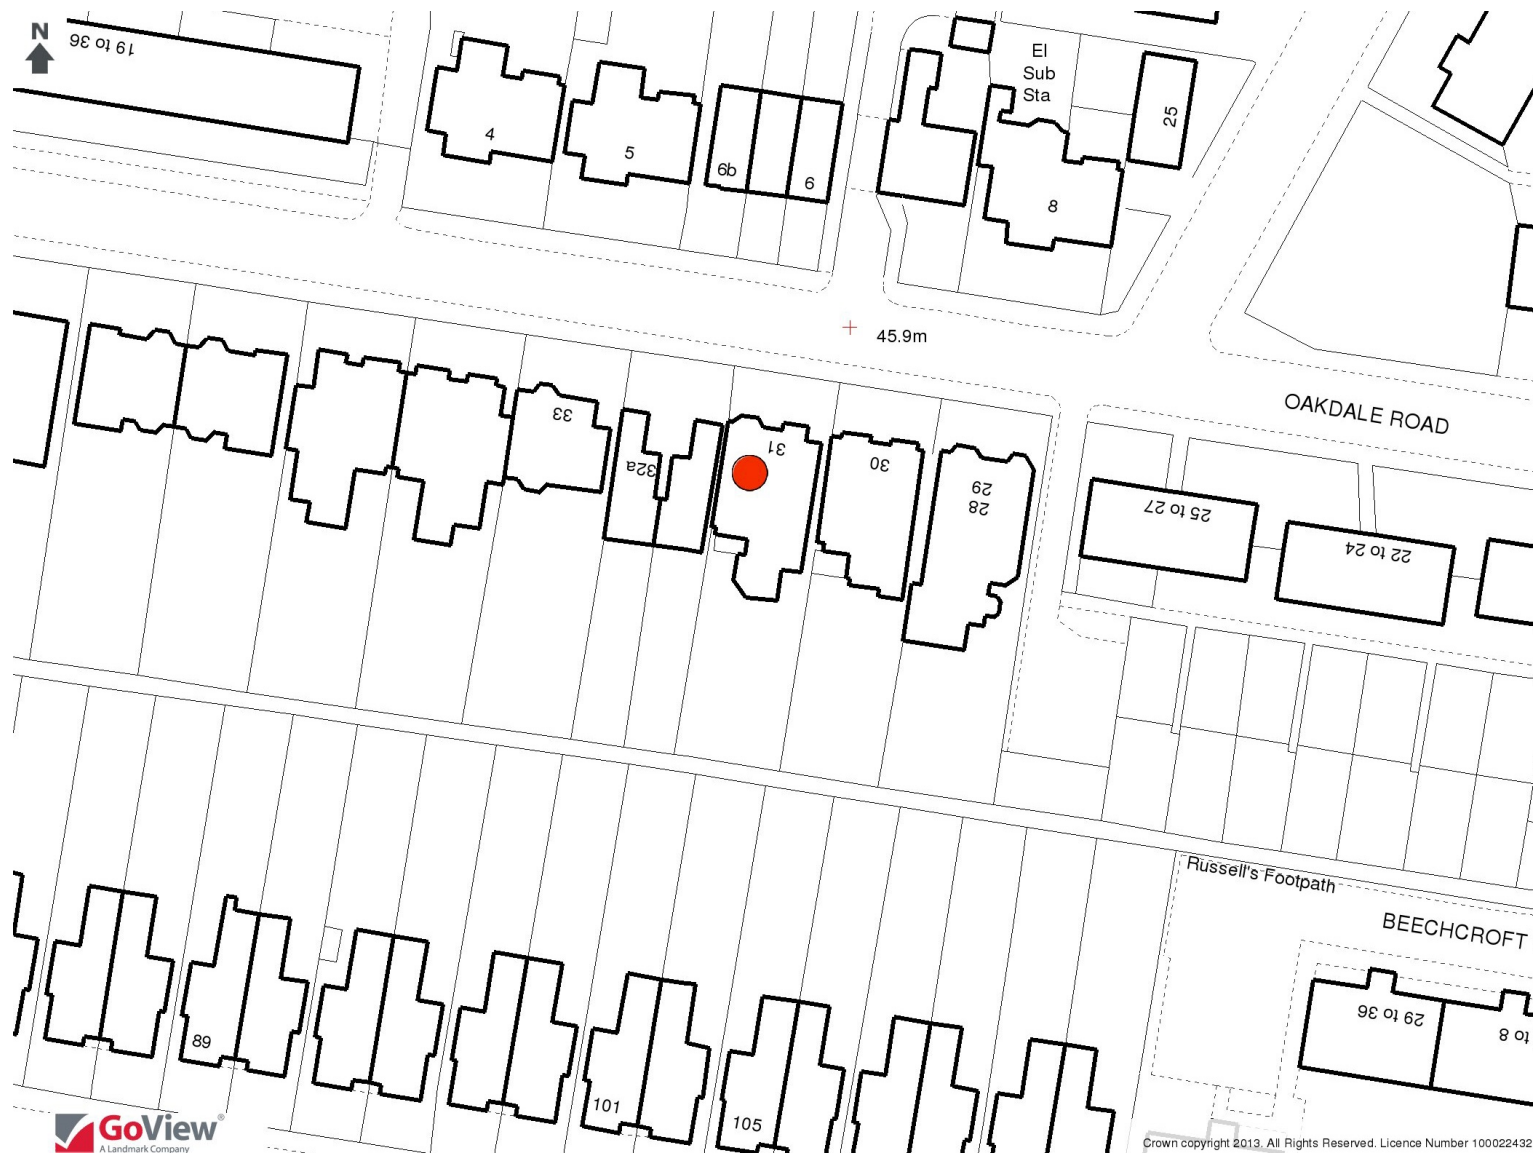 N
19 to 36
El
Sub
Sta
25
4
5
6b
6
8
45.9m
OAKDALE ROAD
33
32a
31
30
29
28
25 to 27
22 to 24
Russell's Footpath
BEECHCROFT
29 to 36
to 8
89
101
105
GoView®
A Landmark Company
Crown copyright 2013. All Rights Reserved. Licence Number 100022432